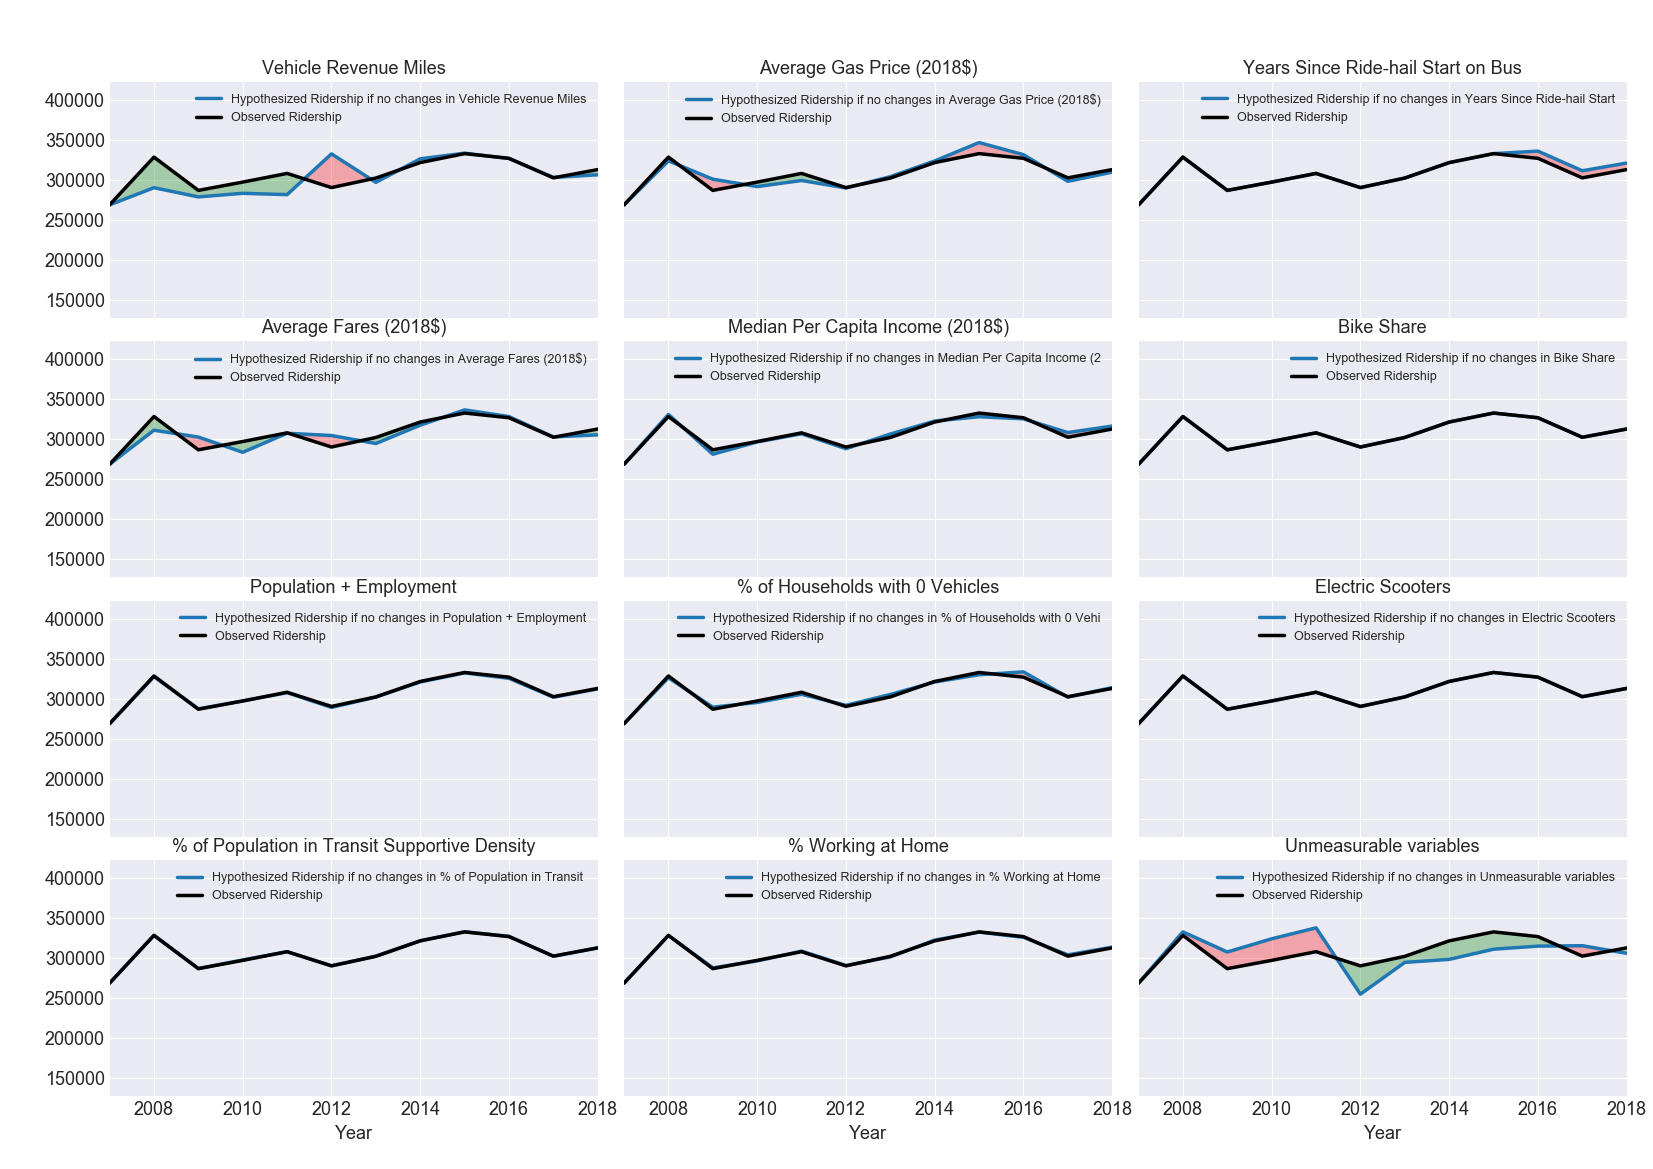 Vehicle Revenue Miles
Hypothesized Ridership if no changes in Vehicle Revenue Miles
Observed Ridership
400000
350000
300000
250000
200000
150000
Average Gas Price (2018$)
Hypothesized Ridership if no changes in Average Gas Price (2018$)
Observed Ridership
Years Since Ride-hail Start on Bus
Hypothesized Ridership if no changes in Years Since Ride-hail Start
Observed Ridership
Average Fares (2018$)
Hypothesized Ridership if no changes in Average Fares (2018$)
Observed Ridership
400000
350000
300000
250000
200000
150000
Median Per Capita Income (2018$)
Hypothesized Ridership if no changes in Median Per Capita Income (2
Observed Ridership
Bike Share
Hypothesized Ridership if no changes in Bike Share
Observed Ridership
Population + Employment
Hypothesized Ridership if no changes in Population + Employment
Observed Ridership
400000
350000
300000
250000
200000
150000
% of Households with 0 Vehicles
Hypothesized Ridership if no changes in % of Households with 0 Vehi
Observed Ridership
Electric Scooters
Hypothesized Ridership if no changes in Electric Scooters
Observed Ridership
% of Population in Transit Supportive Density
Hypothesized Ridership if no changes in % of Population in Transit
Observed Ridership
400000
350000
300000
250000
200000
150000
2008 2010 2012 2014 2016 2018
Year
% Working at Home
Hypothesized Ridership if no changes in % Working at Home
Observed Ridership
2008 2010 2012 2014 2016 2018
Year
Unmeasurable variables
Hypothesized Ridership if no changes in Unmeasurable variables
Observed Ridership
2008 2010 2012 2014 2016 2018
Year